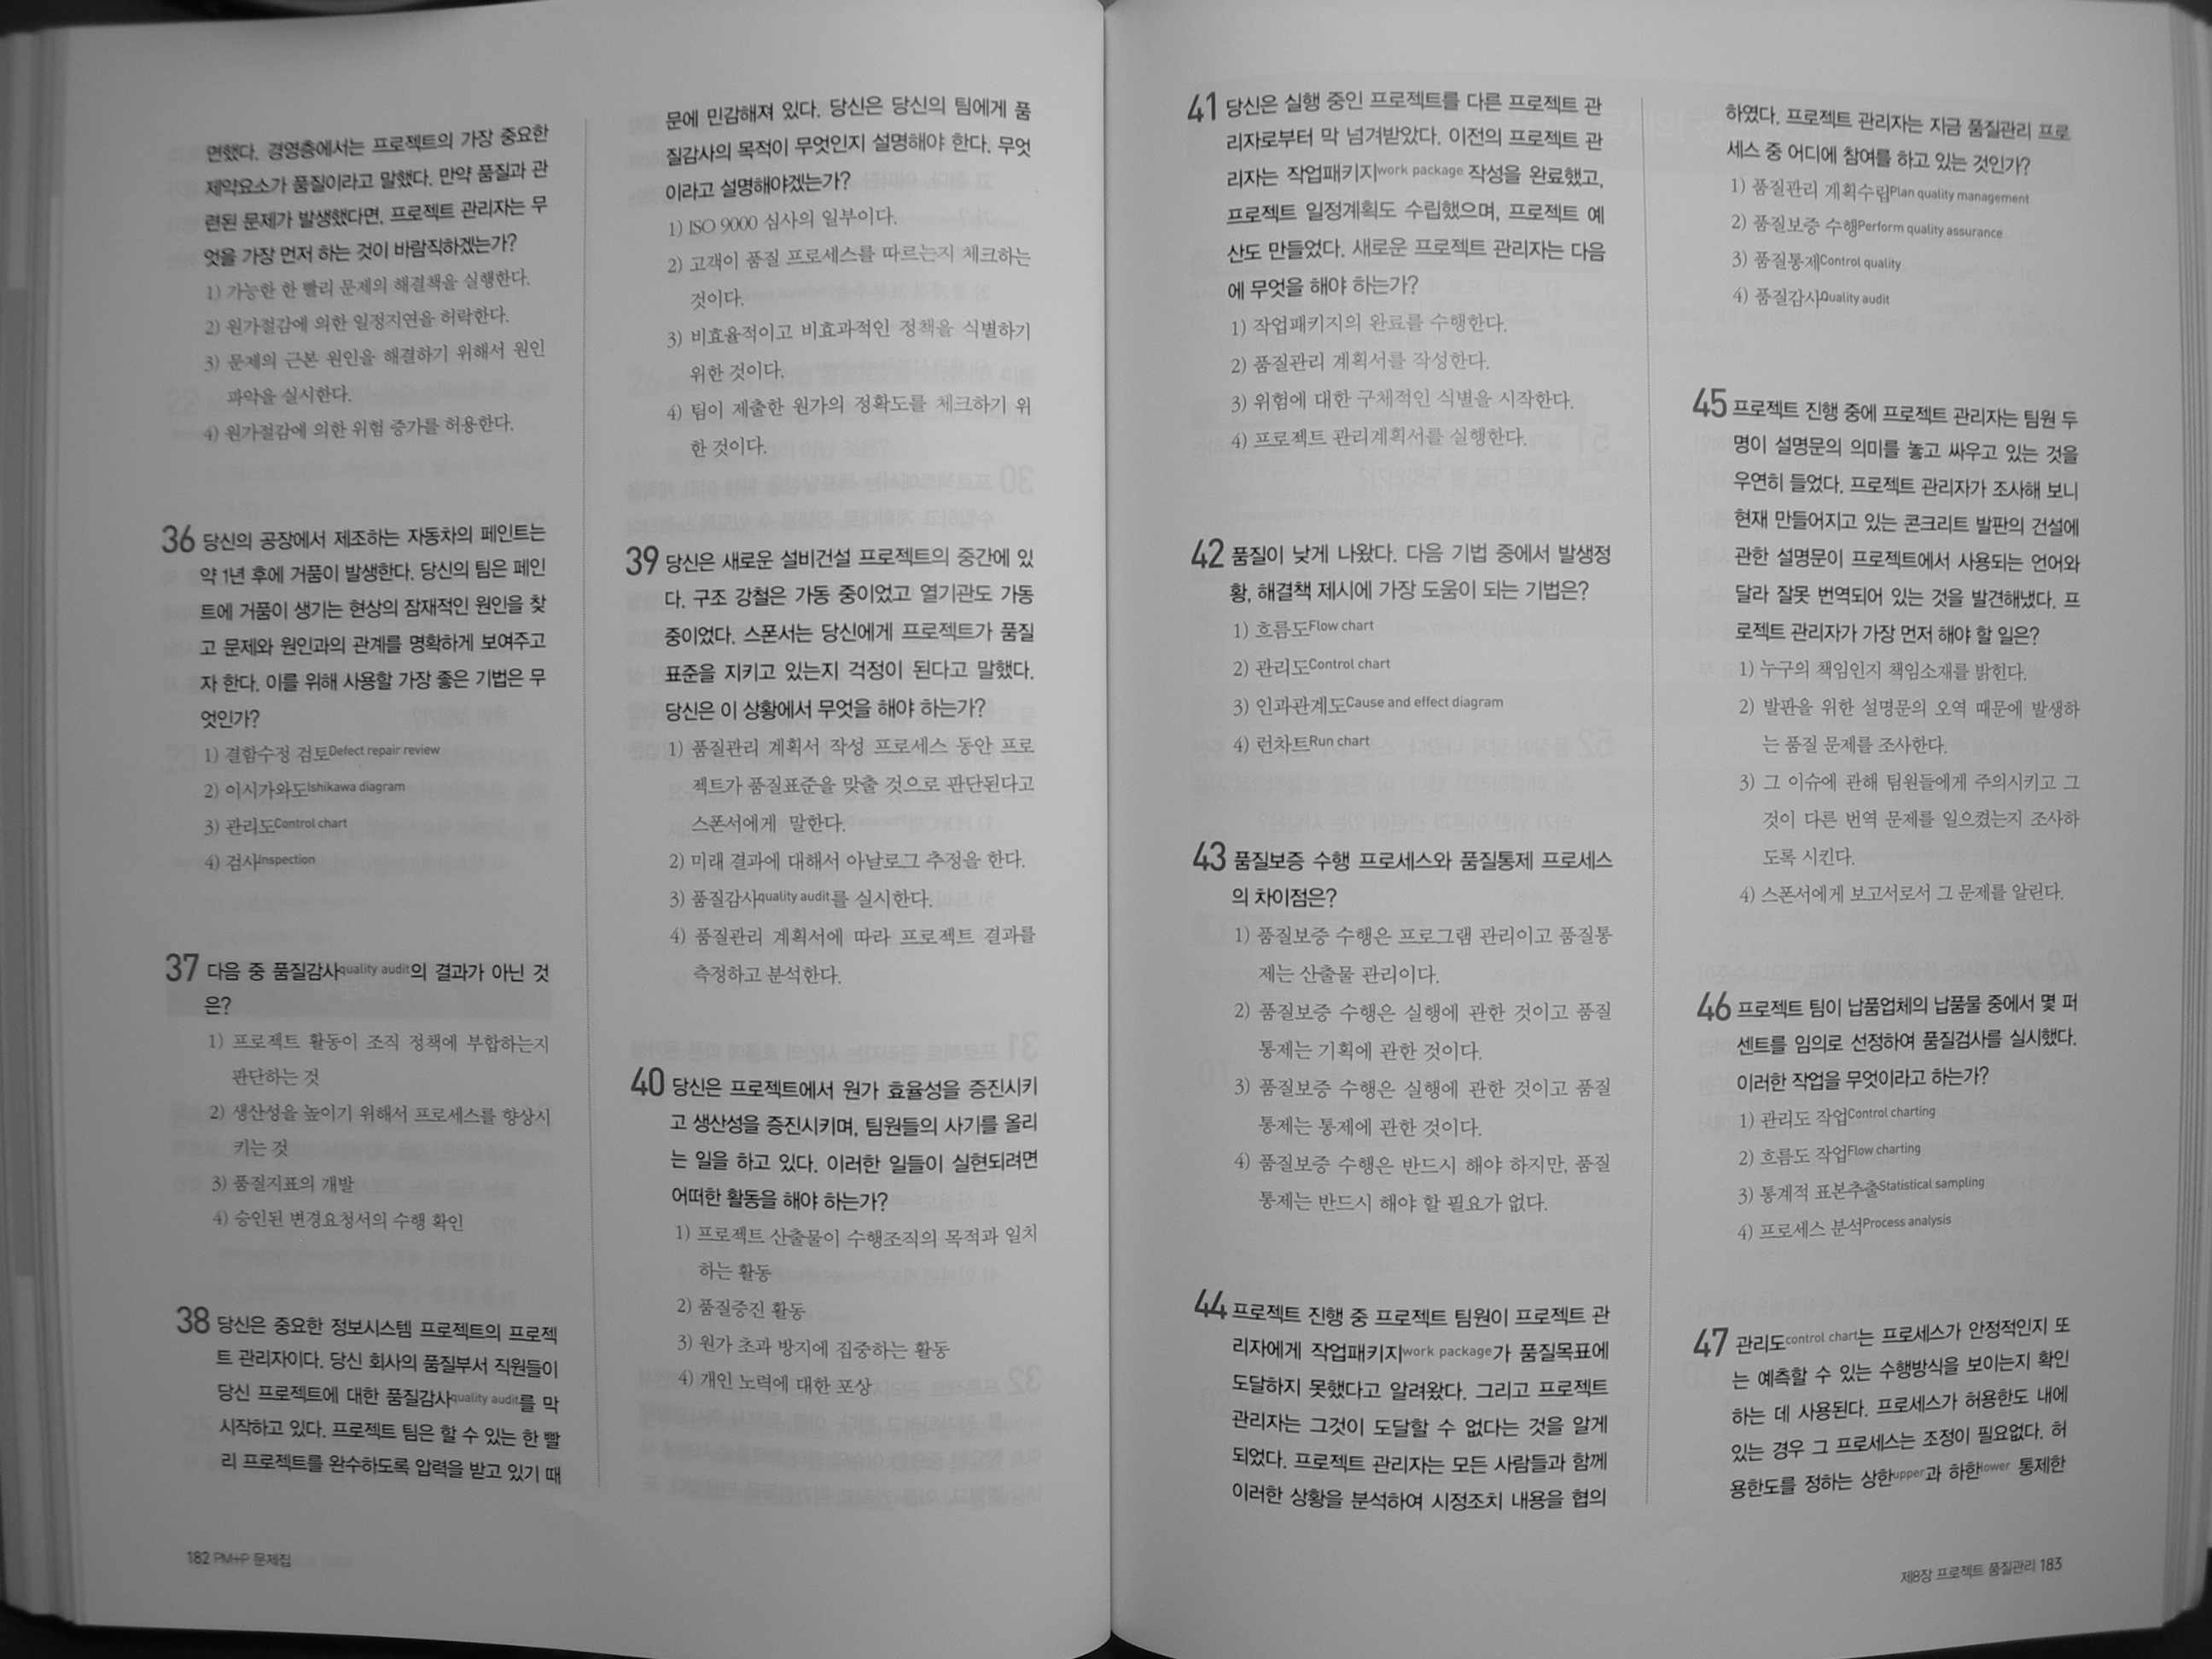 면했다. 경영층에서는 프로젝트의 가장 중요한
제약요소가 품질이라고 말했다. 만약 품질과 관
련된 문제가 발생했다면, 프로젝트 관리자는 무
엇을 가장 먼저 하는 것이 바람직하겠는가?
1) 가능한 한 빨리 문제의 해결책을 실행한다.
2) 원가절감에 의한 일정지연을 허락한다.
3) 문제의 근본 원인을 해결하기 위해서 원인
파악을 실시한다.
4) 원가절감에 의한 위험 증가를 허용한다.
36 당신의 공장에서 제조하는 자동차의 페인트는
약 1년 후에 거품이 발생한다. 당신의 팀은 페인
트에 거품이 생기는 현상의 잠재적인 원인을 찾
고 문제와 원인과의 관계를 명확하게 보여주고
자 한다. 이를 위해 사용할 가장 좋은 기법은 무
엇인가?
1) 결함수정 검토Defect repair review
2) 이시가와도Ishikawa diagram
3) 관리도Control chart
4) 검사Inspection
37 다음 중 품질감사quality audit의 결과가 아닌 것
은?
1) 프로젝트 활동이 조직 정책에 부합하는지
판단하는 것
2) 생산성을 높이기 위해서 프로세스를 향상시
키는 것
3) 품질지표의 개발
4) 승인된 변경요청서의 수행 확인
38 당신은 중요한 정보시스템 프로젝트의 프로젝
트 관리자이다. 당신 회사의 품질부서 직원들이
당신 프로젝트에 대한 품질감사quality audit를 막
시작하고 있다. 프로젝트 팀은 할 수 있는 한 빨
리 프로젝트를 완수하도록 압력을 받고 있기 때
182 PM+P 문제집
문에 민감해져 있다. 당신은 당신의 팀에게 품
질감사의 목적이 무엇인지 설명해야 한다. 무엇
이라고 설명해야겠는가?
1) ISO 9000 심사의 일부이다.
2) 고객이 품질 프로세스를 따르는지 체크하는
것이다.
3) 비효율적이고 비효과적인 정책을 식별하기
위한 것이다.
4) 팀이 제출한 원가의 정확도를 체크하기 위
한 것이다.
39 당신은 새로운 설비건설 프로젝트의 중간에 있
다. 구조 강철은 가동 중이었고 열기관도 가동
중이었다. 스폰서는 당신에게 프로젝트가 품질
표준을 지키고 있는지 걱정이 된다고 말했다.
당신은 이 상황에서 무엇을 해야 하는가?
1) 품질관리 계획서 작성 프로세스 동안 프로
젝트가 품질표준을 맞출 것으로 판단된다고
스폰서에게 말한다.
2) 미래 결과에 대해서 아날로그 추정을 한다.
3) 품질감사quality audit를 실시한다.
4) 품질관리 계획서에 따라 프로젝트 결과를
측정하고 분석한다.
40 당신은 프로젝트에서 원가 효율성을 증진시키
고 생산성을 증진시키며, 팀원들의 사기를 올리
는 일을 하고 있다. 이러한 일들이 실현되려면
어떠한 활동을 해야 하는가?
1) 프로젝트 산출물이 수행조직의 목적과 일치
하는 활동
2) 품질증진 활동
3) 원가 초과 방지에 집중하는 활동
4) 개인 노력에 대한 포상
41 당신은 실행 중인 프로젝트를 다른 프로젝트 관
리자로부터 막 넘겨받았다. 이전의 프로젝트 관
리자는 작업패키지work package 작성을 완료했고,
프로젝트 일정계획도 수립했으며, 프로젝트 예
산도 만들었다. 새로운 프로젝트 관리자는 다음
에 무엇을 해야 하는가?
1) 작업패키지의 완료를 수행한다.
2) 품질관리 계획서를 작성한다.
3) 위험에 대한 구체적인 식별을 시작한다.
4) 프로젝트 관리계획서를 실행한다.
42 품질이 낮게 나왔다. 다음 기법 중에서 발생정
황, 해결책 제시에 가장 도움이 되는 기법은?
1) 흐름도Flow chart
2) 관리도Control chart
3) 인과관계도Cause and effect diagram
4) 런차트Run chart
43 품질보증 수행 프로세스와 품질통제 프로세스
의 차이점은?
1) 품질보증 수행은 프로그램 관리이고 품질통
제는 산출물 관리이다.
2) 품질보증 수행은 실행에 관한 것이고 품질
통제는 기획에 관한 것이다.
3) 품질보증 수행은 실행에 관한 것이고 품질
통제는 통제에 관한 것이다.
4) 품질보증 수행은 반드시 해야 하지만, 품질
통제는 반드시 해야 할 필요가 없다.
44 프로젝트 진행 중 프로젝트 팀원이 프로젝트 관
리자에게 작업패키지work package가 품질목표에
도달하지 못했다고 알려왔다. 그리고 프로젝트
관리자는 그것이 도달할 수 없다는 것을 알게
되었다. 프로젝트 관리자는 모든 사람들과 함께
이러한 상황을 분석하여 시정조치 내용을 협의
하였다. 프로젝트 관리자는 지금 품질관리 프로
세스 중 어디에 참여를 하고 있는 것인가?
1) 품질관리 계획수립Plan quality management
2) 품질보증 수행Perform quality assurance
3) 품질통제Control quality
4) 품질감사Quality audit
45 프로젝트 진행 중에 프로젝트 관리자는 팀원 두
명이 설명문의 의미를 놓고 싸우고 있는 것을
우연히 들었다. 프로젝트 관리자가 조사해 보니
현재 만들어지고 있는 콘크리트 발판의 건설에
관한 설명문이 프로젝트에서 사용되는 언어와
달라 잘못 번역되어 있는 것을 발견해냈다. 프
로젝트 관리자가 가장 먼저 해야 할 일은?
1) 누구의 책임인지 책임소재를 밝힌다.
2) 발판을 위한 설명문의 오역 때문에 발생하
는 품질 문제를 조사한다.
3) 그 이슈에 관해 팀원들에게 주의시키고 그
것이 다른 번역 문제를 일으켰는지 조사하
도록 시킨다.
4) 스폰서에게 보고서로서 그 문제를 알린다.
46 프로젝트 팀이 납품업체의 납품물 중에서 몇 퍼
센트를 임의로 선정하여 품질검사를 실시했다.
이러한 작업을 무엇이라고 하는가?
1) 관리도 작업Control charting
2) 흐름도 작업Flow charting
3) 통계적 표본추출Statistical sampling
4) 프로세스 분석Process analysis
47 관리도control chart는 프로세스가 안정적인지 또
는 예측할 수 있는 수행방식을 보이는지 확인
하는 데 사용된다. 프로세스가 허용한도 내에
있는 경우 그 프로세스는 조정이 필요없다. 허
용한도를 정하는 상한upper과 하한lower 통제한
제8장 프로젝트 품질관리 183